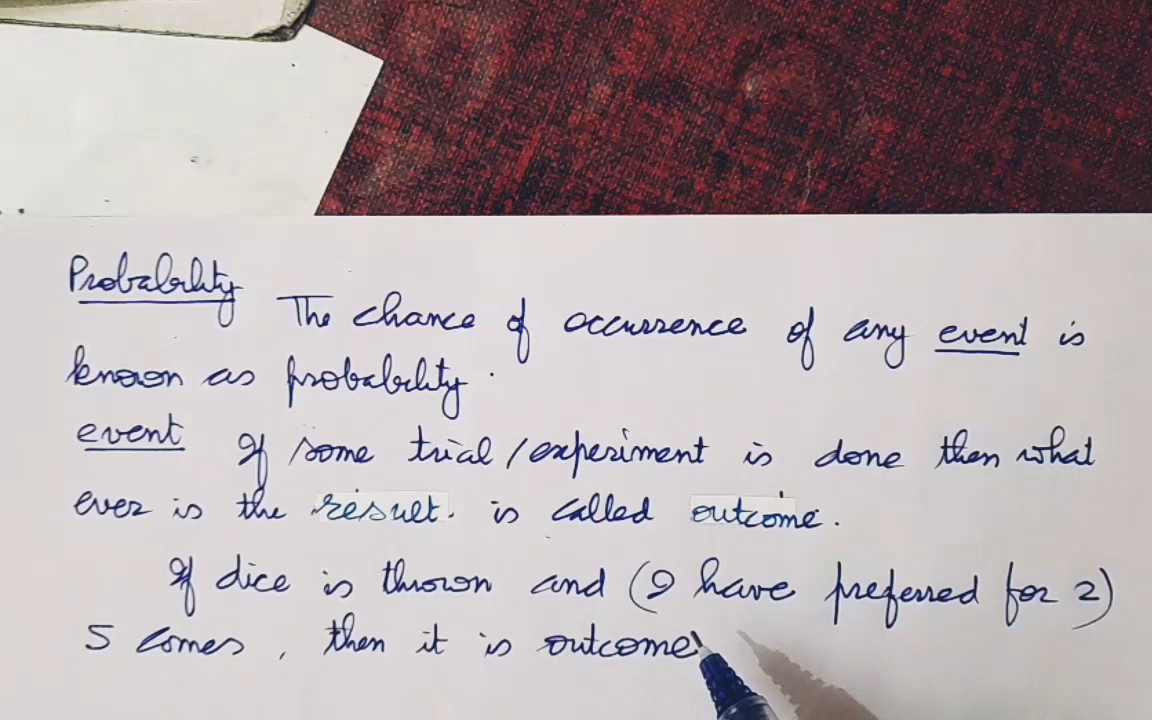 Probability The chance of occurrence of any event is
known as probability.
event If some trial/experiment is done then what
ever is the result. is called outcome.
If dice is thrown and (I have preferred for 2)
5 comes, then it is outcome